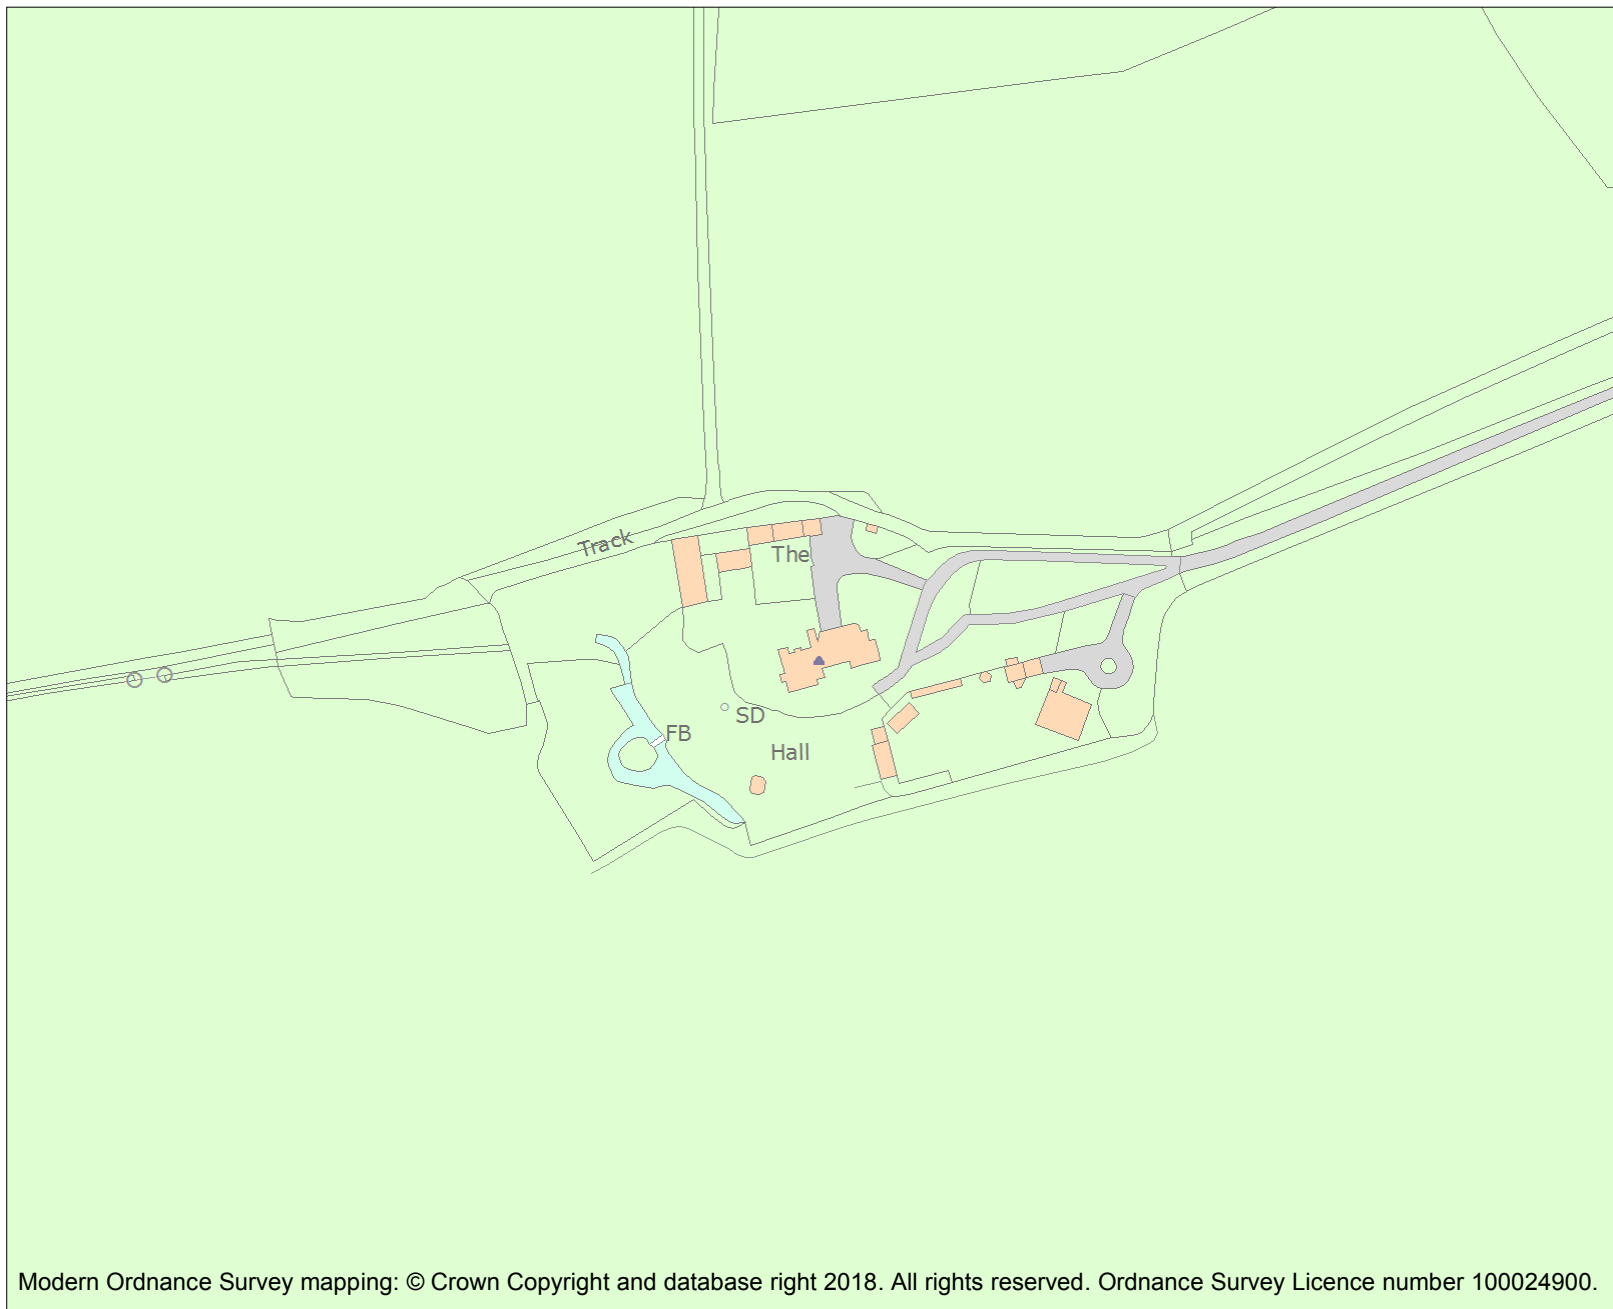 Track
The
SD
FB
Hall
Modern Ordnance Survey mapping: © Crown Copyright and database right 2018. All rights reserved. Ordnance Survey Licence number 100024900.